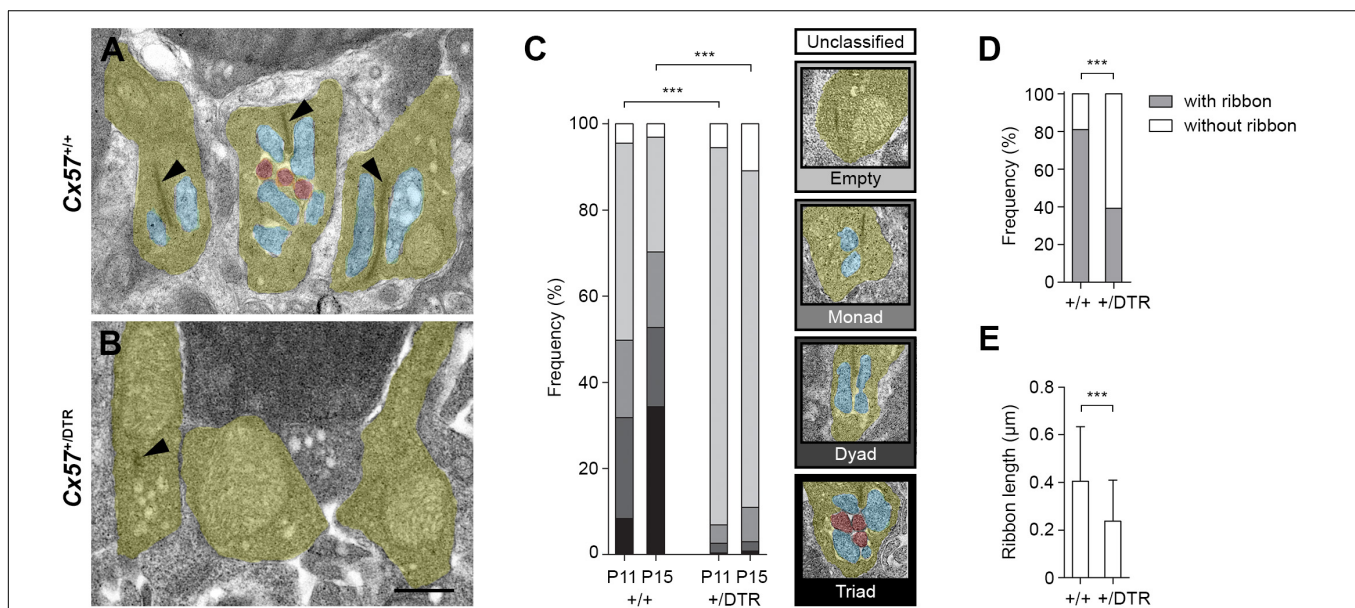 A
Cx57+/+
B
Cx57+/DTR
C
***
***
Frequency (%)
100
80
60
40
20
0
P11 P15
P11 P15
+/+
+/DTR
Unclassified
Empty
Monad
Dyad
Triad
D
***
with ribbon
without ribbon
Frequency (%)
100
80
60
40
20
0
+/+ +/DTR
E
***
Ribbon length (µm)
0.8
0.6
0.4
0.2
0
+/+ +/DTR